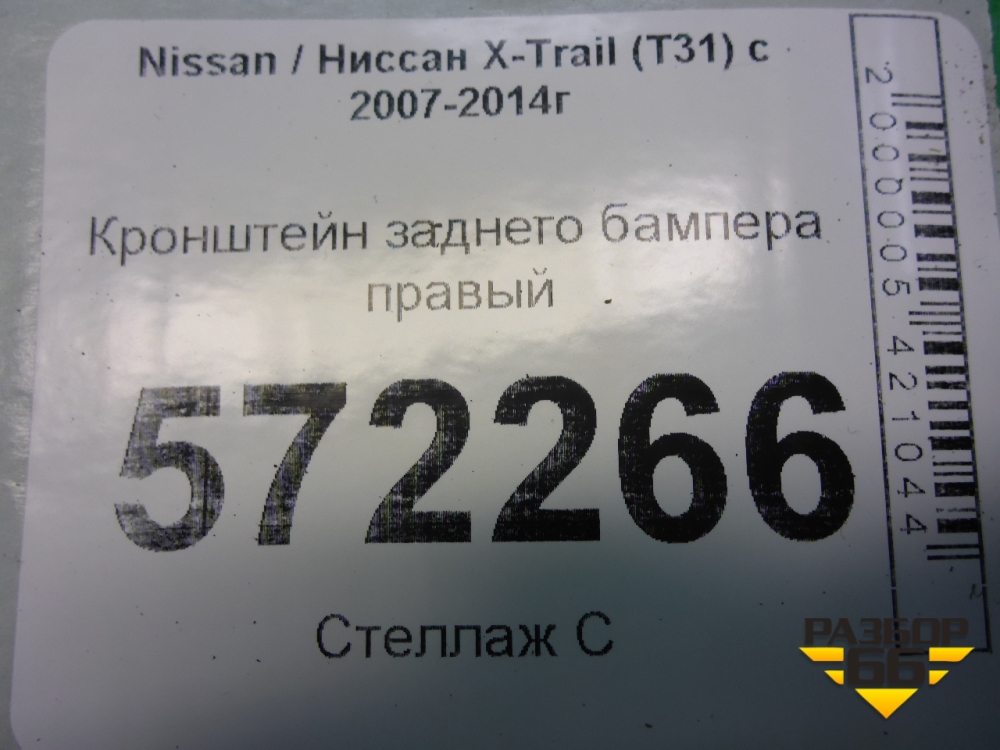 Nissan / Ниссан X-Trail (T31) с
2007-2014г
Кронштейн заднего бампера
правый
572266
Стеллаж С
2000005421044
РАЗБОР
66